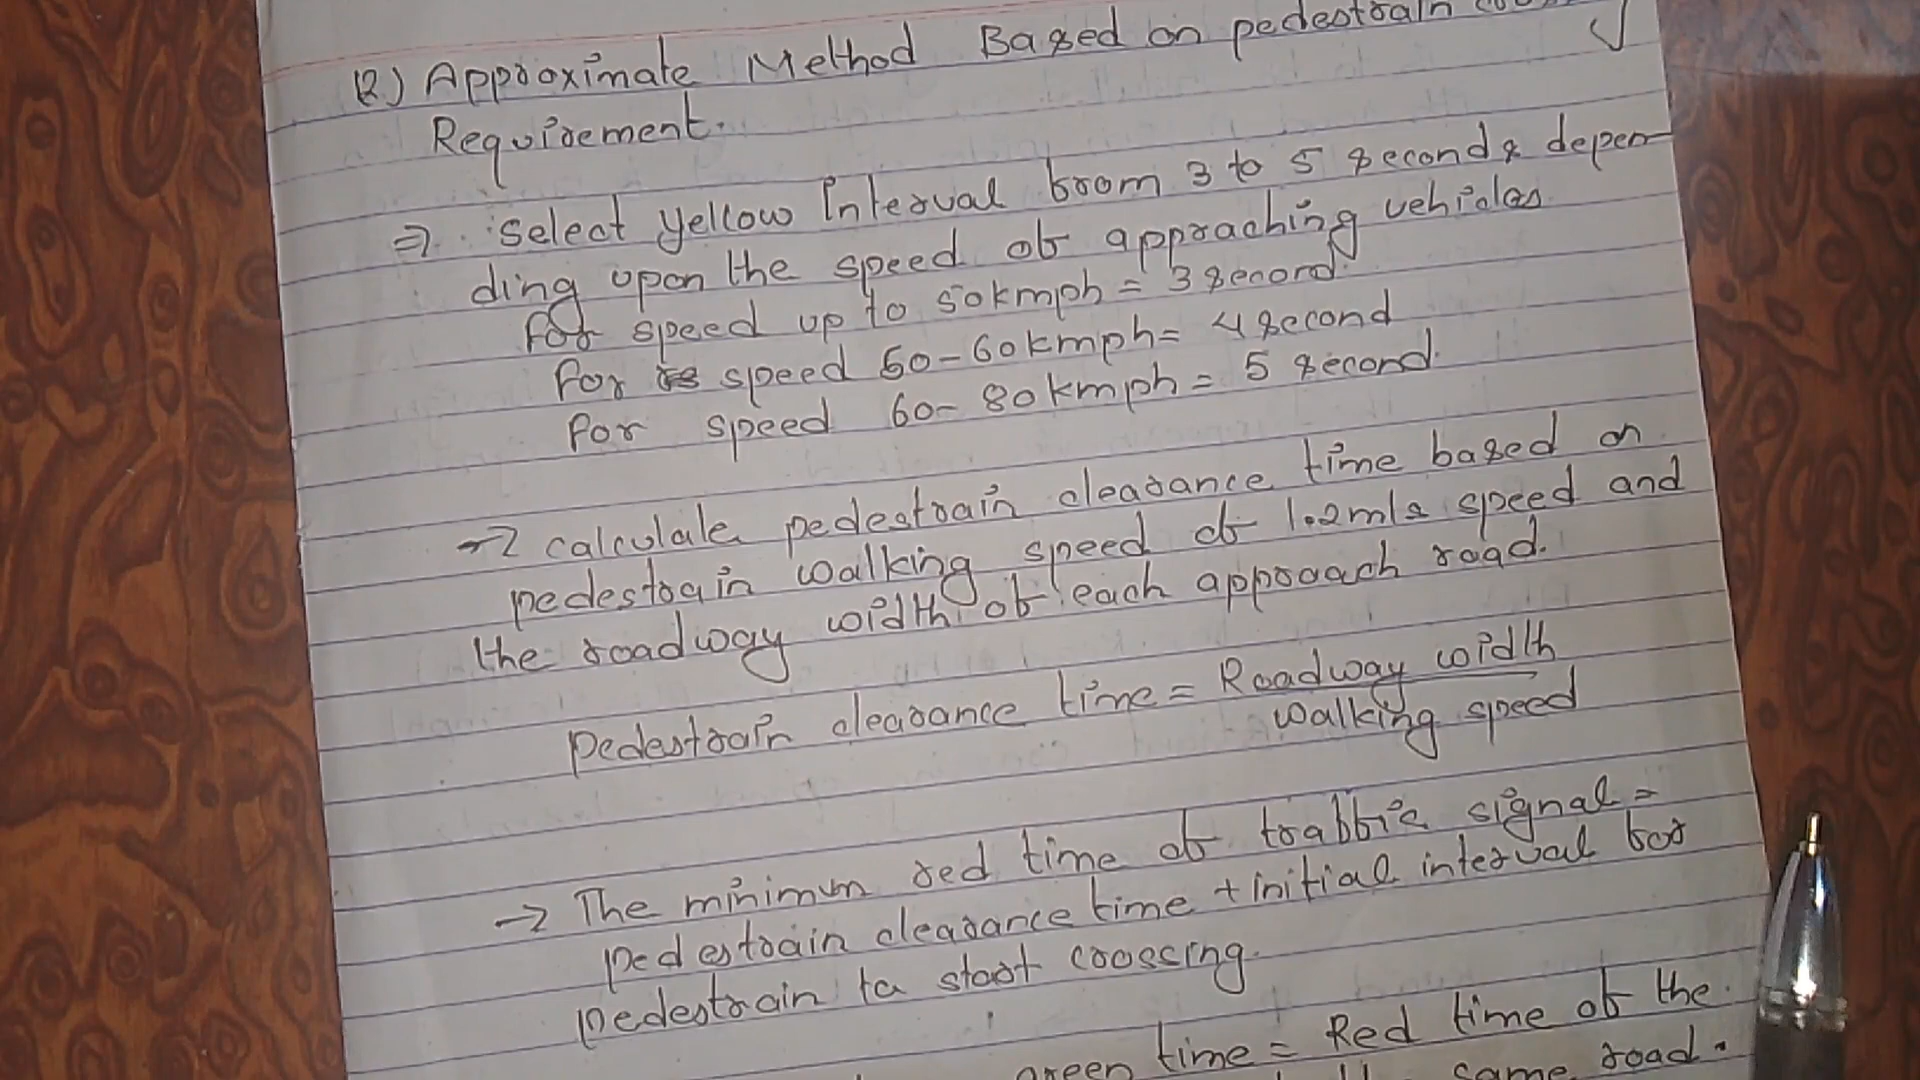 (2.) Approximate Method Based on pedestrain
Requirement.
⇒ Select yellow Interval from 3 to 5 seconds depen
ding upon the speed of appraching vehicles
For speed up to 50kmph = 3 second.
For speed 50-60kmph= 4 second
For speed 60- 80kmph = 5 second.
→ calculate pedestrain clearance time based on
pedestrain walking speed of 1.2m/s speed and
the roadway width of each approach road.
Pedestrain clearance time = Roadway width
walking speed
→ The minimum red time of traffic signal =
pedestrain clearance time + initial interval for
pedestrain to start crossing.
green time = Red time of the
same road.